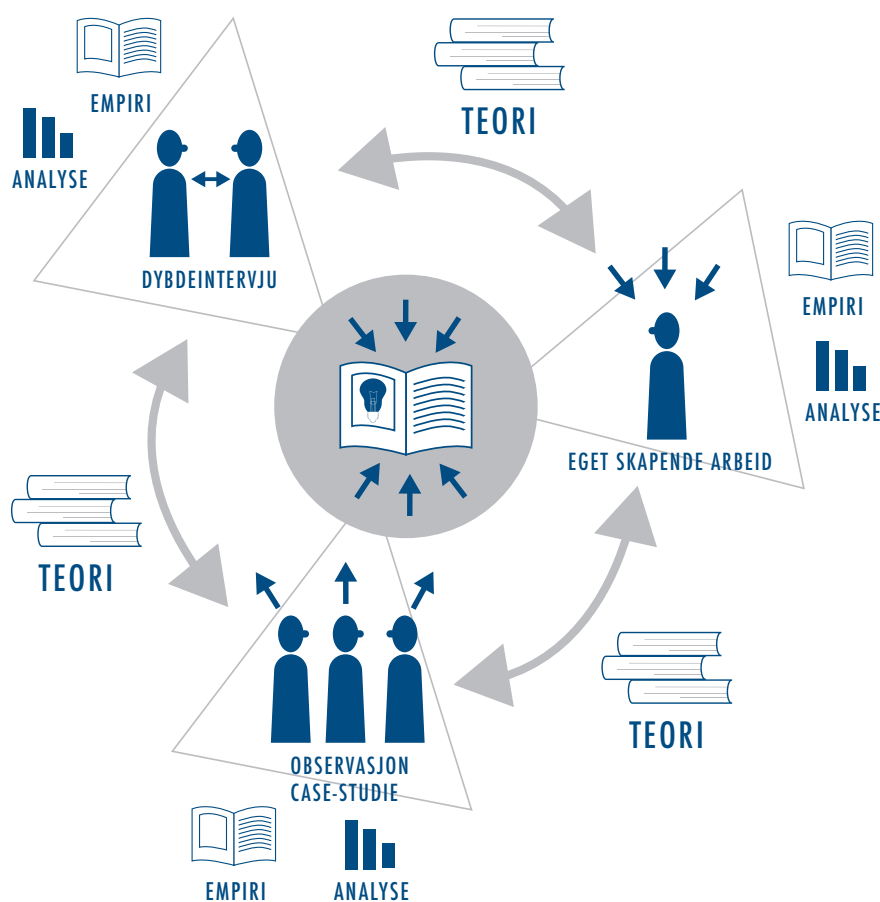 EMPIRI
TEORI
ANALYSE
DYBDEINTERVJU
EMPIRI
ANALYSE
EGET SKAPENDE ARBEID
TEORI
TEORI
OBSERVASJON
CASE-STUDIE
EMPIRI
ANALYSE